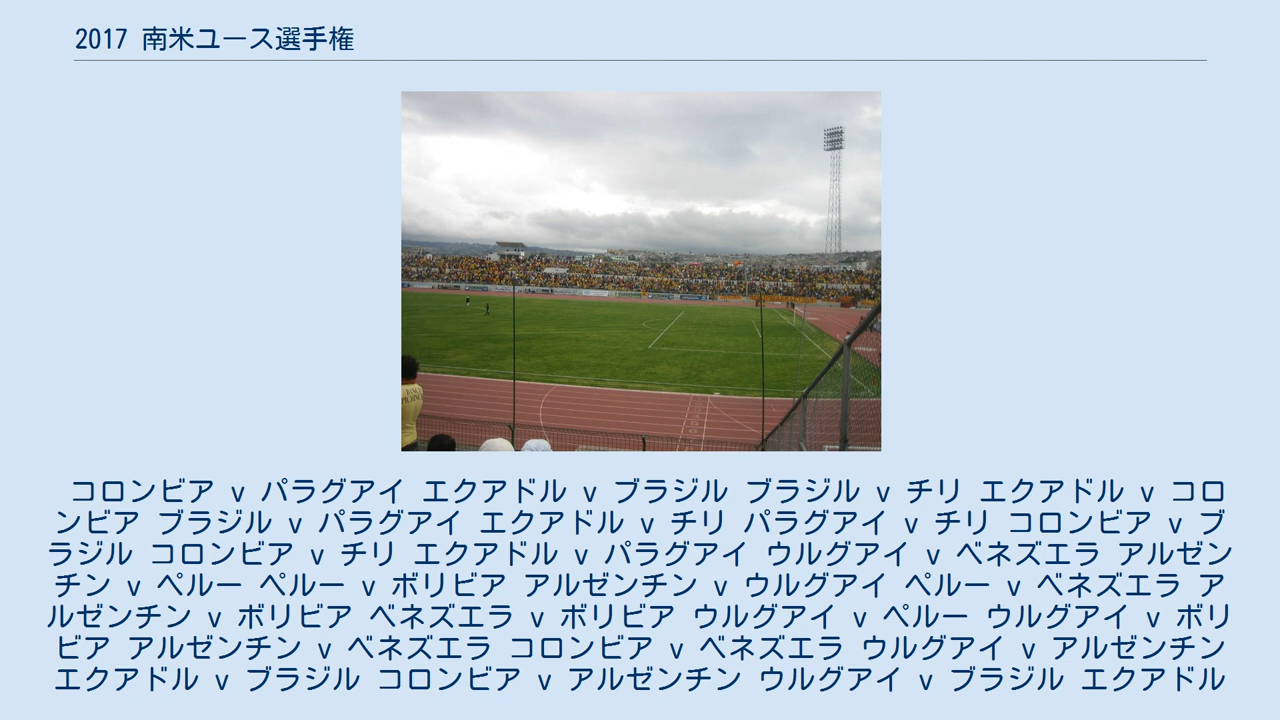 2017 南米ユース選手権
コロンビア v パラグアイ エクアドル v ブラジル ブラジル v チリ エクアドル v コロ
ンビア ブラジル v パラグアイ エクアドル v チリ パラグアイ v チリ コロンビア v ブ
ラジル コロンビア v チリ エクアドル v パラグアイ ウルグアイ v ベネズエラ アルゼン
チン v ペルー ペルー v ボリビア アルゼンチン v ウルグアイ ペルー v ベネズエラ ア
ルゼンチン v ボリビア ベネズエラ v ボリビア ウルグアイ v ペルー ウルグアイ v ボリ
ビア アルゼンチン v ベネズエラ コロンビア v ベネズエラ ウルグアイ v アルゼンチン
エクアドル v ブラジル コロンビア v アルゼンチン ウルグアイ v ブラジル エクアドル